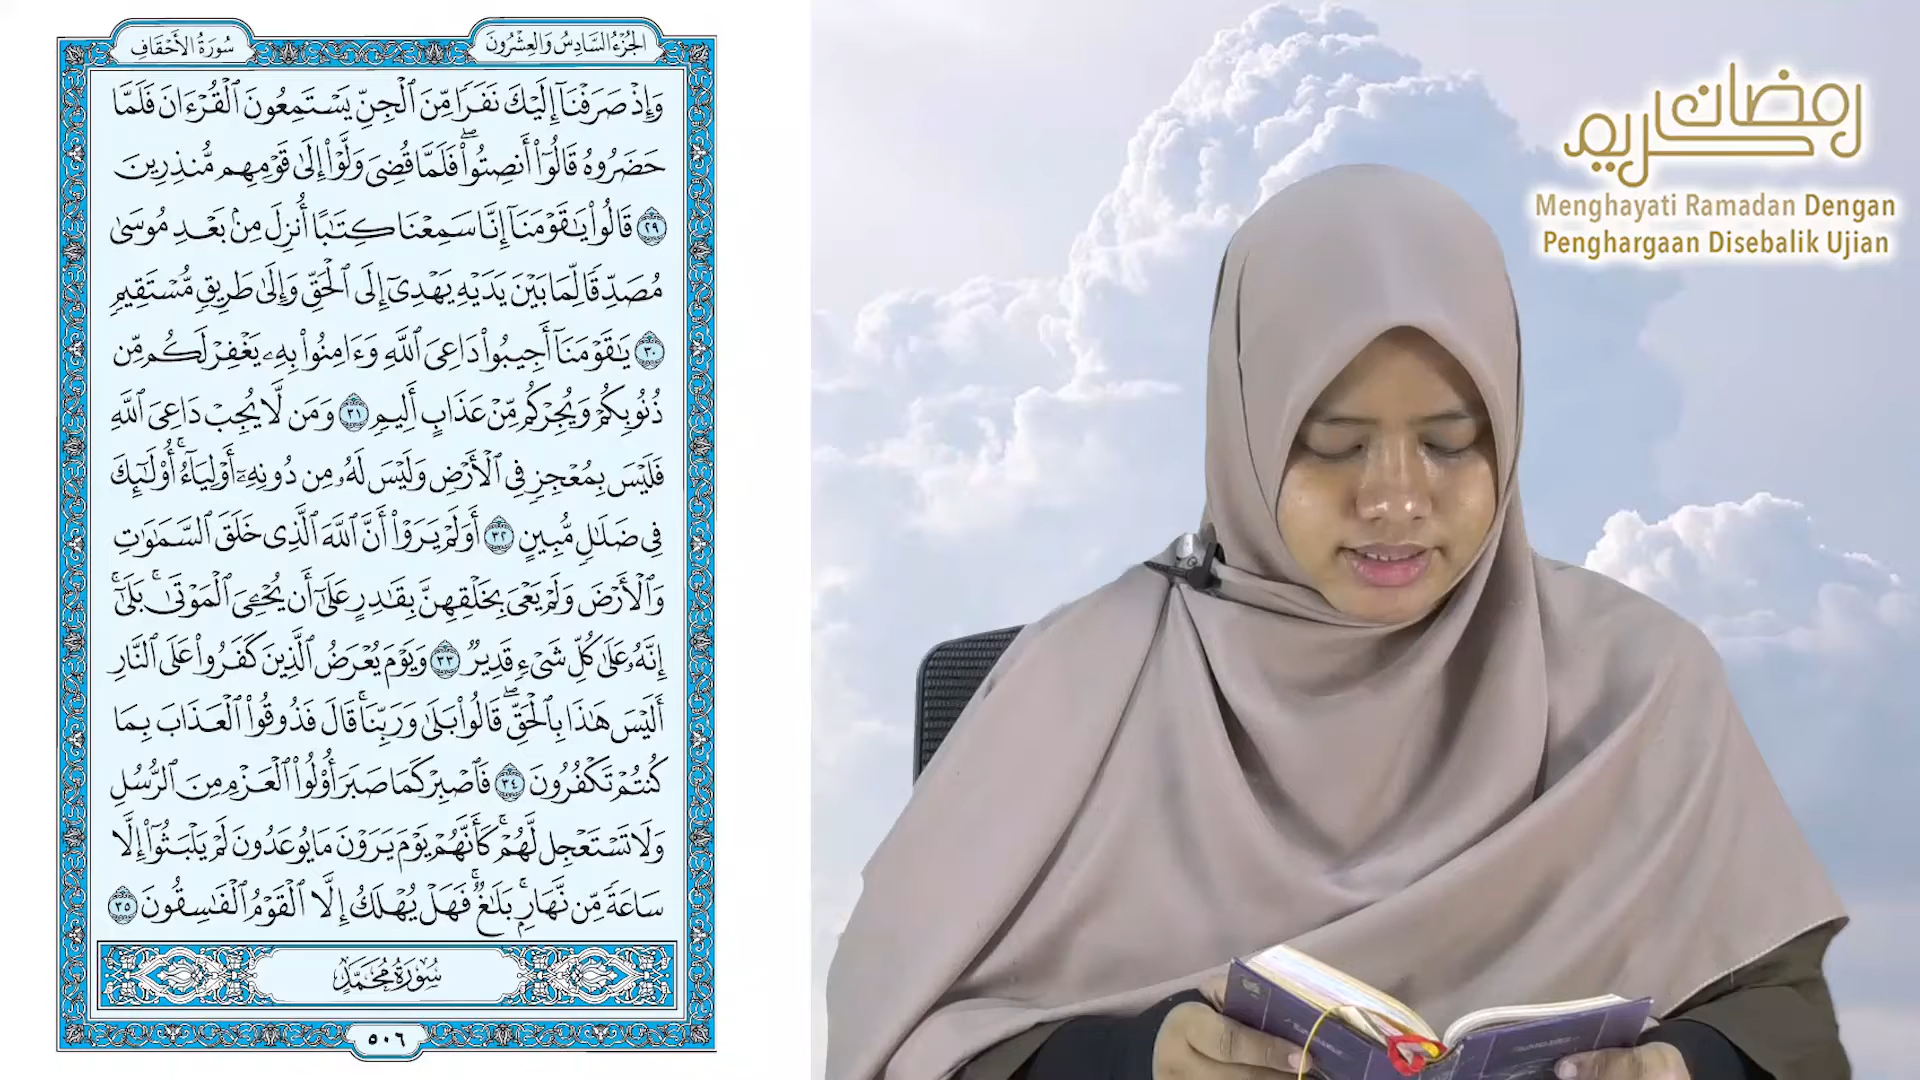 سُورَةُ الأَحْقَافِ
الجُزْءُ السَّادِسُ وَالعِشْرُونَ
وَإِذْ صَرَفْنَآ إِلَيْكَ نَفَرًا مِّنَ ٱلْجِنِّ يَسْتَمِعُونَ ٱلْقُرْءَانَ فَلَمَّا
حَضَرُوهُ قَالُوٓا۟ أَنصِتُوا۟ۖ فَلَمَّا قُضِىَ وَلَّوْا۟ إِلَىٰ قَوْمِهِم مُّنذِرِينَ
٢٩ قَالُوا۟ يَـٰقَوْمَنَآ إِنَّا سَمِعْنَا كِتَـٰبًا أُنزِلَ مِنۢ بَعْدِ مُوسَىٰ
مُصَدِّقًا لِّمَا بَيْنَ يَدَيْهِ يَهْدِىٓ إِلَى ٱلْحَقِّ وَإِلَىٰ طَرِيقٍ مُّسْتَقِيمٍ
٣٠ يَـٰقَوْمَنَآ أَجِيبُوا۟ دَاعِىَ ٱللَّهِ وَءَامِنُوا۟ بِهِۦ يَغْفِرْ لَكُم مِّن
ذُنُوبِكُمْ وَيُجِرْكُم مِّنْ عَذَابٍ أَلِيمٍ ٣١ وَمَن لَّا يُجِبْ دَاعِىَ ٱللَّهِ
فَلَيْسَ بِمُعْجِزٍ فِى ٱلْأَرْضِ وَلَيْسَ لَهُۥ مِن دُونِهِۦٓ أَوْلِيَآءُۚ أُو۟لَـٰٓئِكَ
فِى ضَلَـٰلٍ مُّبِينٍ ٣٢ أَوَلَمْ يَرَوْا۟ أَنَّ ٱللَّهَ ٱلَّذِى خَلَقَ ٱلسَّمَـٰوَٰتِ
وَٱلْأَرْضَ وَلَمْ يَعْىَ بِخَلْقِهِنَّ بِقَـٰدِرٍ عَلَىٰٓ أَن يُحْـِۧىَ ٱلْمَوْتَىٰۚ بَلَىٰٓ
إِنَّهُۥ عَلَىٰ كُلِّ شَىْءٍ قَدِيرٌ ٣٣ وَيَوْمَ يُعْرَضُ ٱلَّذِينَ كَفَرُوا۟ عَلَى ٱلنَّارِ
أَلَيْسَ هَـٰذَا بِٱلْحَقِّۖ قَالُوا۟ بَلَىٰ وَرَبِّنَاۚ قَالَ فَذُوقُوا۟ ٱلْعَذَابَ بِمَا
كُنتُمْ تَكْفُرُونَ ٣٤ فَٱصْبِرْ كَمَا صَبَرَ أُو۟لُوا۟ ٱلْعَزْمِ مِنَ ٱلرُّسُلِ
وَلَا تَسْتَعْجِل لَّهُمْۚ كَأَنَّهُمْ يَوْمَ يَرَوْنَ مَا يُوعَدُونَ لَمْ يَلْبَثُوٓا۟ إِلَّا
سَاعَةً مِّن نَّهَارٍۭۚ بَلَـٰغٌۚ فَهَلْ يُهْلَكُ إِلَّا ٱلْقَوْمُ ٱلْفَـٰسِقُونَ ٣٥
سُورَةُ مُحَمَّدٍ
٥٠٦
رمضان كريم
Menghayati Ramadan Dengan
Penghargaan Disebalik Ujian